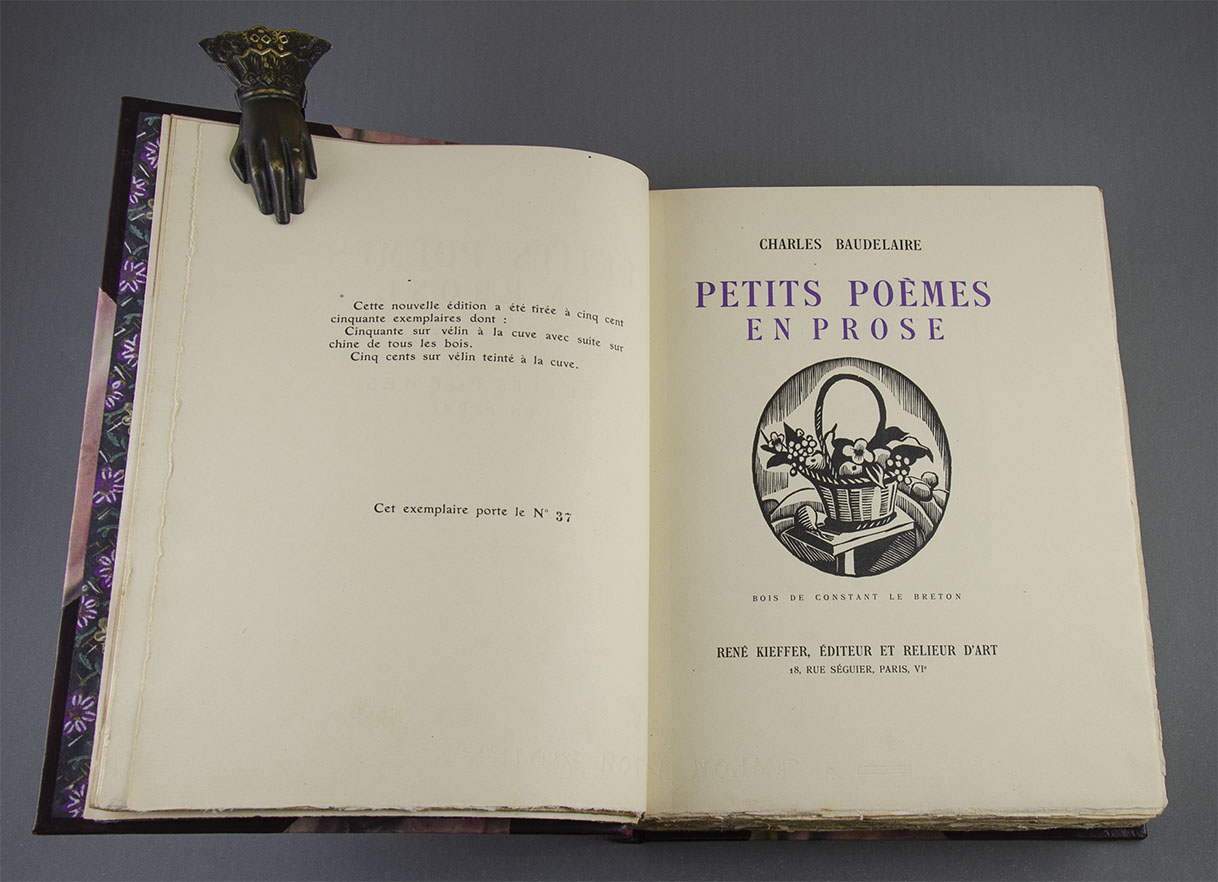 Cette nouvelle édition a été tirée à cinq cent
cinquante exemplaires dont :
Cinquante sur vélin à la cuve avec suite sur
chine de tous les bois.
Cinq cents sur vélin teinté à la cuve.
Cet exemplaire porte le N° 37
CHARLES BAUDELAIRE
PETITS POÈMES
EN PROSE
BOIS DE CONSTANT LE BRETON
RENÉ KIEFFER, ÉDITEUR ET RELIEUR D'ART
18, RUE SÉGUIER, PARIS, VIᵉ